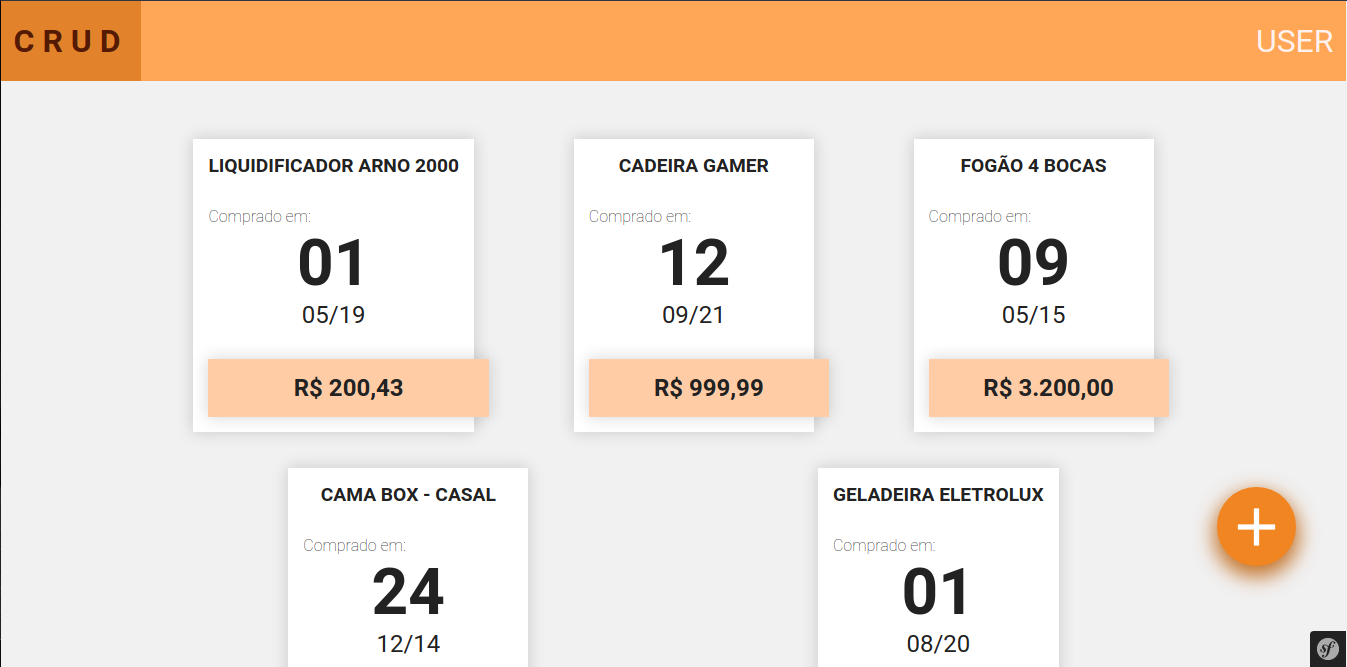 CRUD
USER
LIQUIDIFICADOR ARNO 2000
Comprado em:
01
05/19
R$ 200,43
CADEIRA GAMER
Comprado em:
12
09/21
R$ 999,99
FOGÃO 4 BOCAS
Comprado em:
09
05/15
R$ 3.200,00
CAMA BOX - CASAL
Comprado em:
24
12/14
GELADEIRA ELETROLUX
Comprado em:
01
08/20
sf